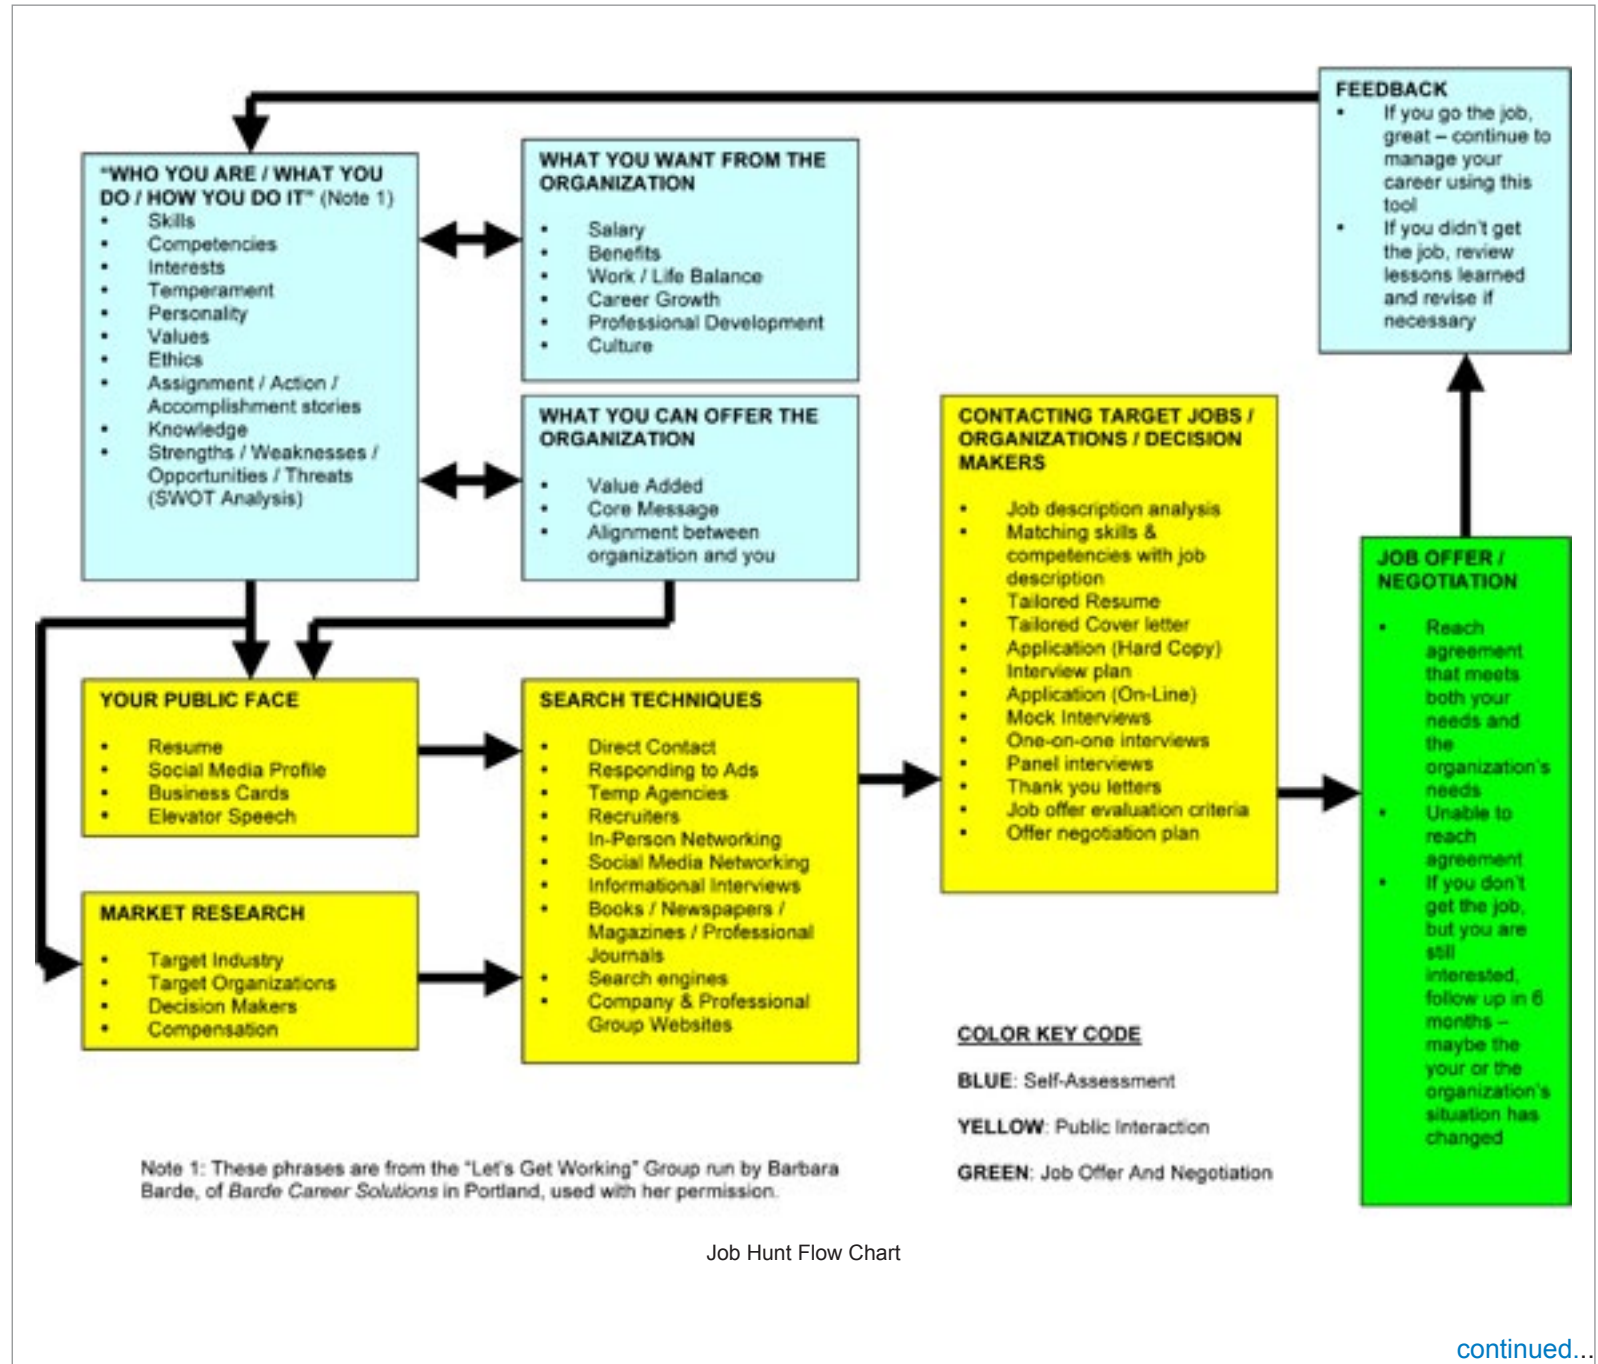 FEEDBACK
• If you go the job,
great – continue to
manage your
career using this
tool
• If you didn't get
the job, review
lessons learned
and revise if
necessary
“WHO YOU ARE / WHAT YOU
DO / HOW YOU DO IT” (Note 1)
• Skills
• Competencies
• Interests
• Temperament
• Personality
• Values
• Ethics
• Assignment / Action /
Accomplishment stories
• Knowledge
• Strengths / Weaknesses /
Opportunities / Threats
(SWOT Analysis)
WHAT YOU WANT FROM THE
ORGANIZATION
• Salary
• Benefits
• Work / Life Balance
• Career Growth
• Professional Development
• Culture
WHAT YOU CAN OFFER THE
ORGANIZATION
• Value Added
• Core Message
• Alignment between
organization and you
YOUR PUBLIC FACE
• Resume
• Social Media Profile
• Business Cards
• Elevator Speech
MARKET RESEARCH
• Target Industry
• Target Organizations
• Decision Makers
• Compensation
SEARCH TECHNIQUES
• Direct Contact
• Responding to Ads
• Temp Agencies
• Recruiters
• In-Person Networking
• Social Media Networking
• Informational Interviews
• Books / Newspapers /
Magazines / Professional
Journals
• Search engines
• Company & Professional
Group Websites
CONTACTING TARGET JOBS /
ORGANIZATIONS / DECISION
MAKERS
• Job description analysis
• Matching skills &
competencies with job
description
• Tailored Resume
• Tailored Cover letter
• Application (Hard Copy)
• Interview plan
• Application (On-Line)
• Mock Interviews
• One-on-one interviews
• Panel interviews
• Thank you letters
• Job offer evaluation criteria
• Offer negotiation plan
JOB OFFER /
NEGOTIATION
• Reach
agreement
that meets
both your
needs and
the
organization's
needs
• Unable to
reach
agreement
• If you don't
get the job,
but you are
still
interested,
follow up in 6
months –
maybe the
your or the
organization's
situation has
changed
COLOR KEY CODE
BLUE: Self-Assessment
YELLOW: Public Interaction
GREEN: Job Offer And Negotiation
Note 1: These phrases are from the “Let's Get Working” Group run by Barbara
Barde, of Barde Career Solutions in Portland, used with her permission.
Job Hunt Flow Chart
continued...